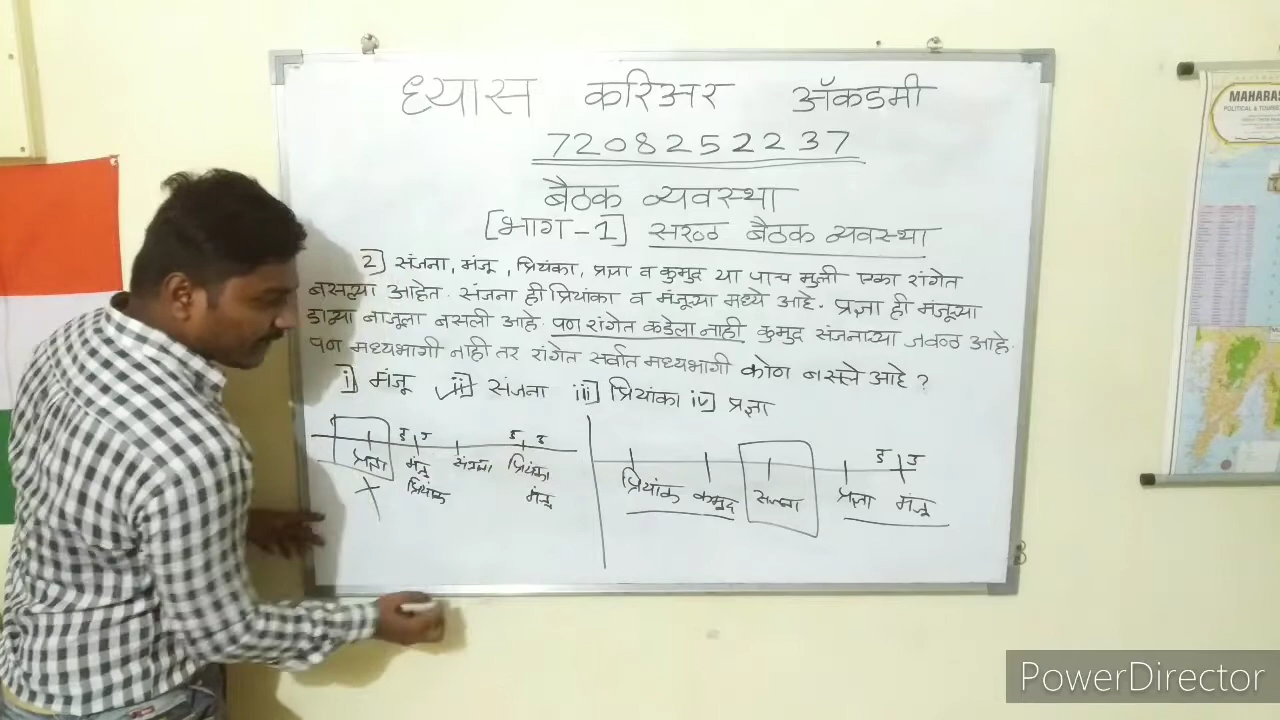 ध्यास करिअर ॲकडमी
7208252237
बैठक व्यवस्था
[भाग-1] सरळ बैठक व्यवस्था
2] संजना, मंजू प्रियंका, प्रज्ञा व कुमुद या पाच मुली एका रांगेत
बसल्या आहेत. संजना ही प्रियांका व मंजूच्या मध्ये आहे. प्रज्ञा ही मंजूच्या
डाव्या बाजूला बसली आहे. पण रांगेत कडेला नाही कुमुद संजनाच्या जवळ आहे.
पण मध्यभागी नाही तर रांगेत सर्वात मध्यभागी कोण बसले आहे ?
i] मंजू ii] संजना iii] प्रियांका iv] प्रज्ञा
ड उ ड उ ड उ
प्रज्ञा मंजू संजना प्रियंका प्रियांक कुमुद संजना प्रज्ञा मंजू
प्रियांक मंजू
MAHARAS
PowerDirector